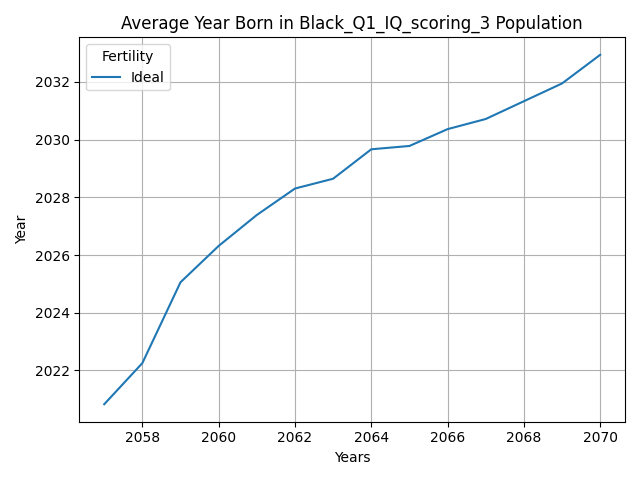 Average Year Born in Black_Q1_IQ_scoring_3 Population
Fertility
Ideal
Year
2032
2030
2028
2026
2024
2022
2058 2060 2062 2064 2066 2068 2070
Years